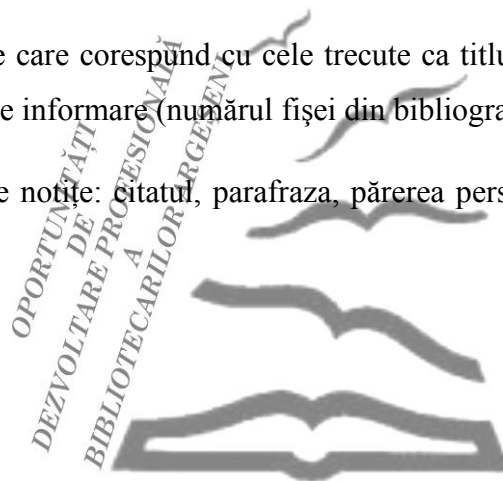 e care corespund cu cele trecute ca titlu
e informare (numărul fişei din bibliogra
e notiţe: citatul, parafraza, părerea pers
OPORTUNITĂŢI
DE
DEZVOLTARE PROFESIONALĂ
A
BIBLIOTECARILOR ARGEŞENI